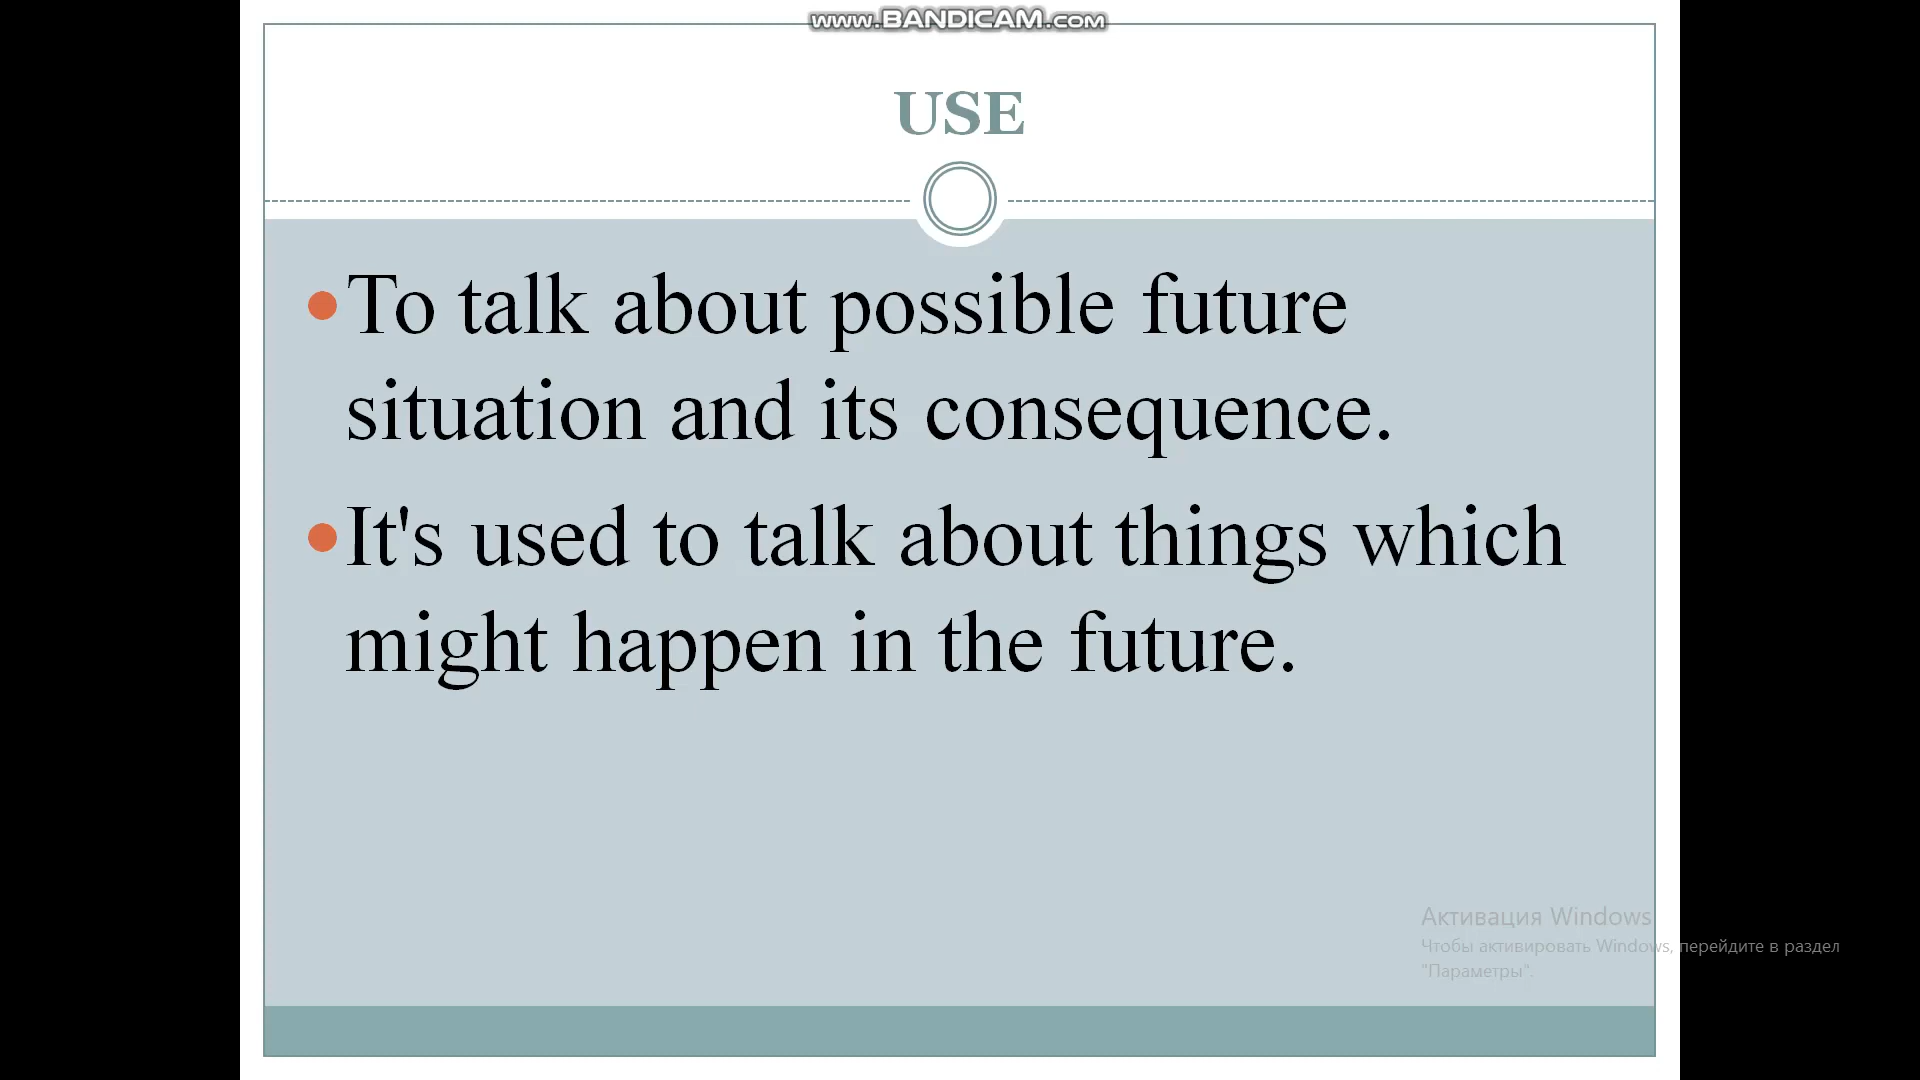 www.BANDICAM.com
USE
To talk about possible future
situation and its consequence.
It's used to talk about things which
might happen in the future.
Активация Windows
Чтобы активировать Windows, перейдите в раздел
"Параметры".